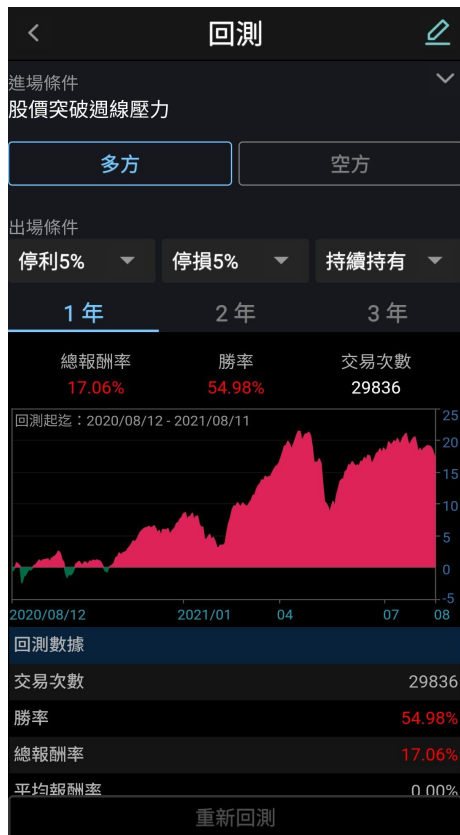 回測
進場條件
股價突破週線壓力
多方 空方
出場條件
停利5% 停損5% 持續持有
1 年 2 年 3 年
總報酬率 勝率 交易次數
17.06% 54.98% 29836
回測起迄：2020/08/12 - 2021/08/11
25
20
15
10
5
0
-5
2020/08/12 2021/01 04 07 08
回測數據
交易次數 29836
勝率 54.98%
總報酬率 17.06%
平均報酬率 0.00%
重新回測